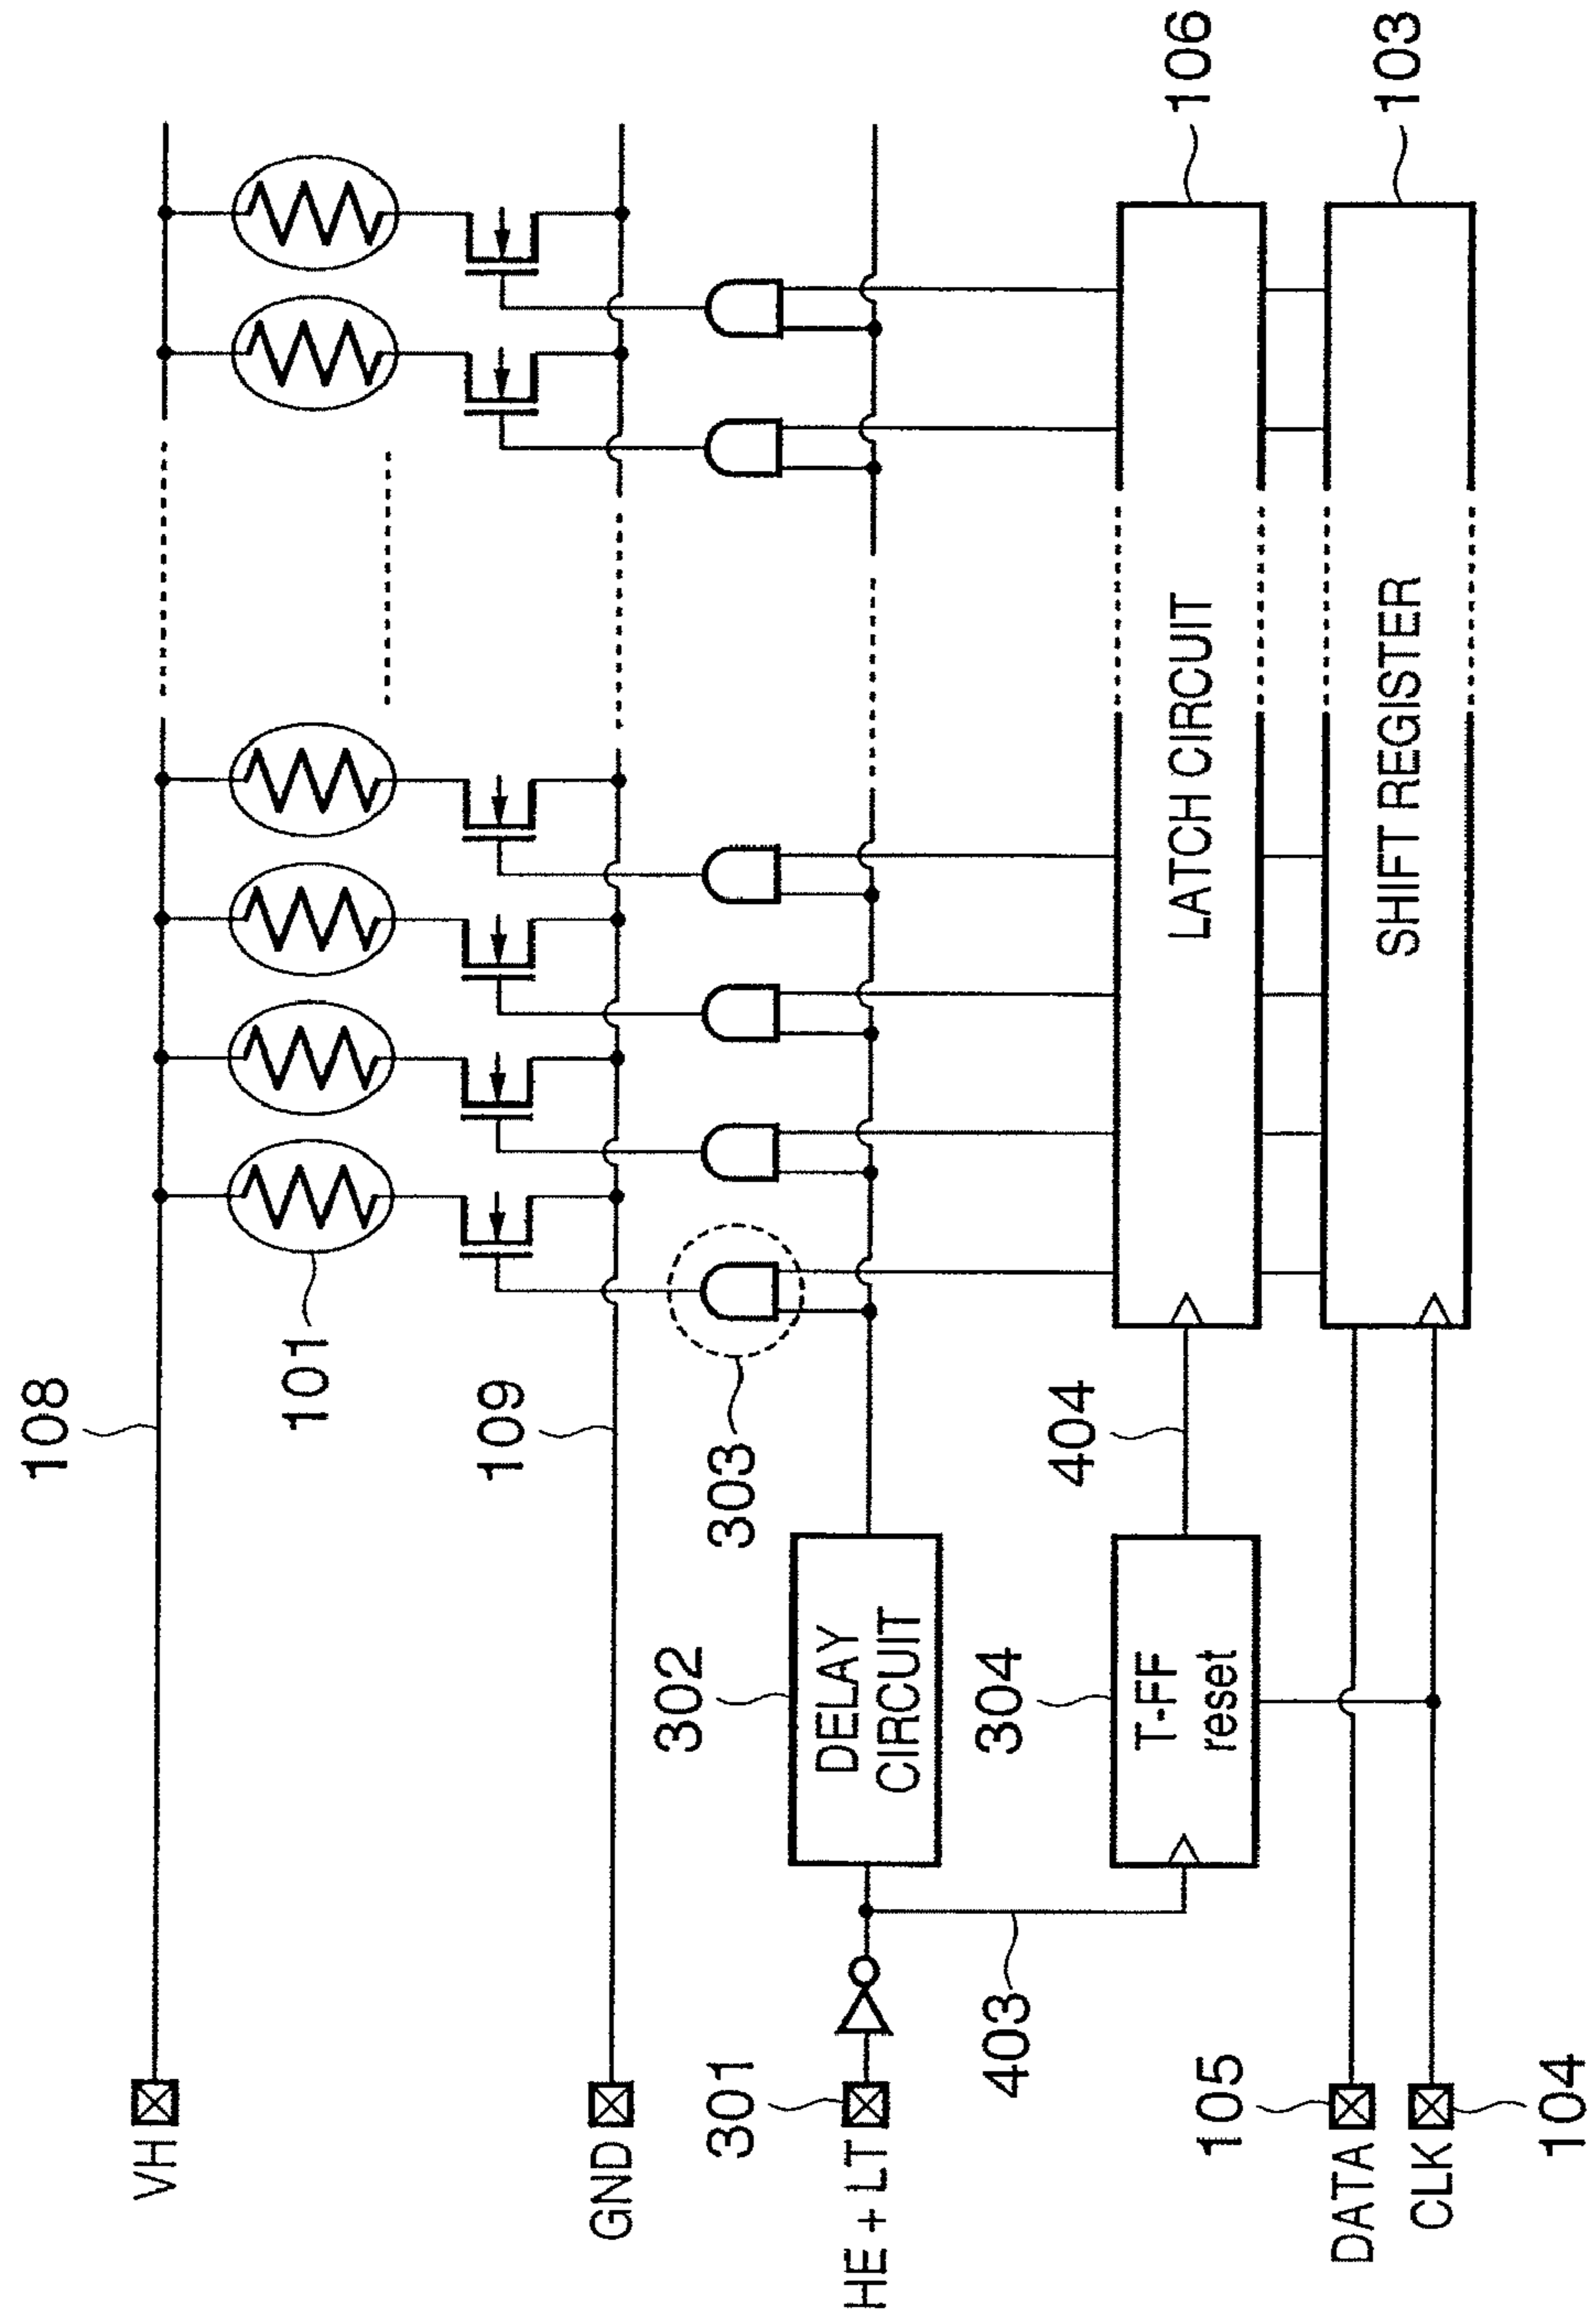 108
VH
101
109
GND
303
302
DELAY
CIRCUIT
301
HE + LT
403
304
T-FF
reset
404
LATCH CIRCUIT
106
SHIFT REGISTER
103
105
DATA
CLK
104